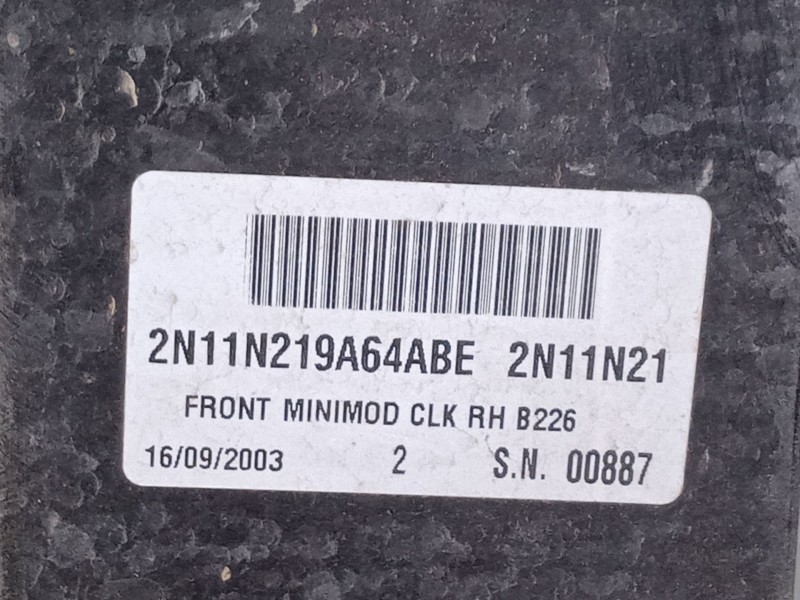 2N11N219A64ABE 2N11N21
FRONT MINIMOD CLK RH B226
16/09/2003 2 S.N. 00887